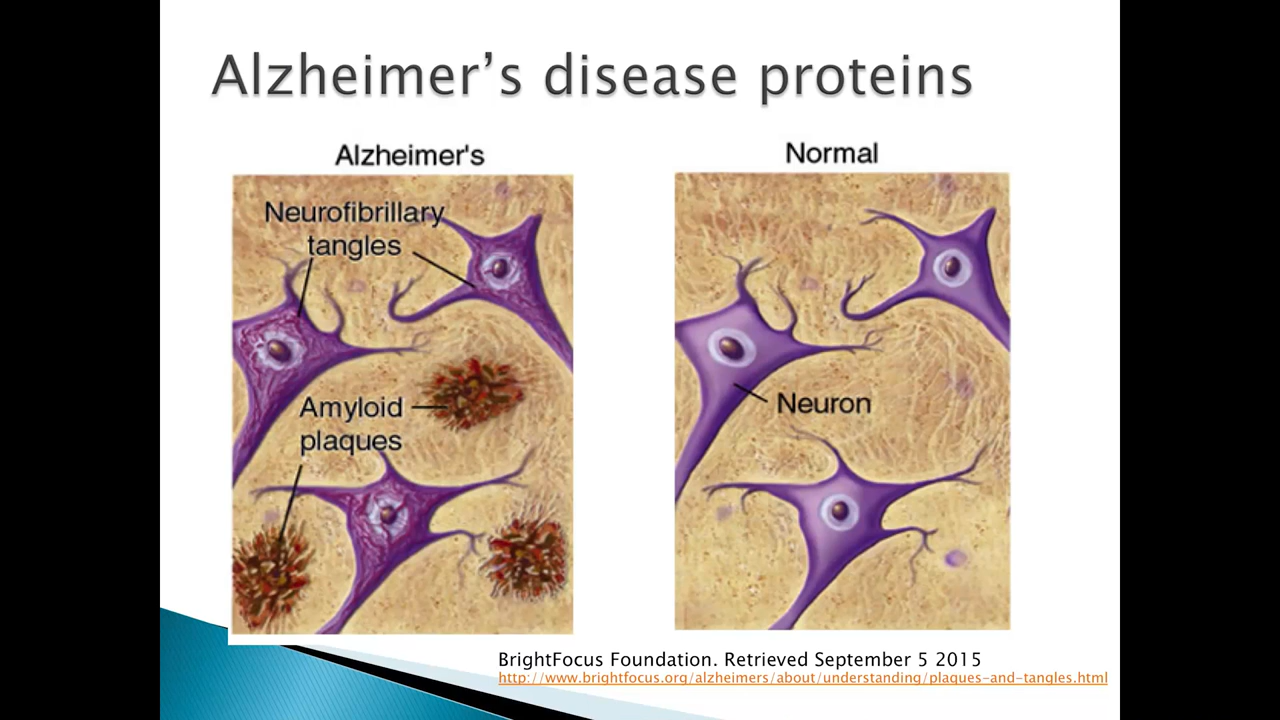 Alzheimer’s disease proteins
Alzheimer's
Neurofibrillary
tangles
Amyloid
plaques
Normal
Neuron
BrightFocus Foundation. Retrieved September 5 2015
http://www.brightfocus.org/alzheimers/about/understanding/plaques-and-tangles.html